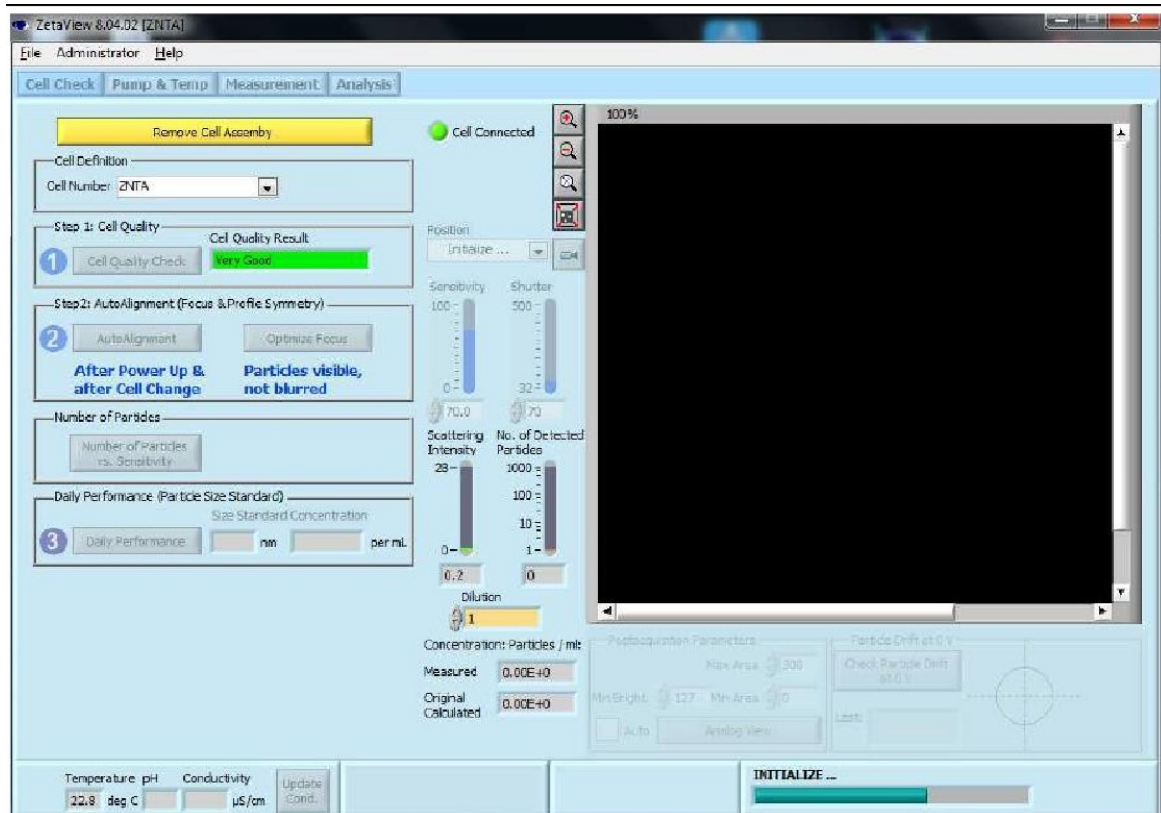 ZetaView 8.04.02 [ZNTA]
File Administrator Help
Cell Check Pump & Temp Measurement Analysis
Remove Cell Assemby
Cell Connected
100%
Cell Definition
Cell Number ZNTA
Step 1: Cell Quality
Cell Quality Result
1 Cell Quality Check Very Good
Position
Initialize ...
Step2: AutoAlignment (Focus & Profile Symmetry)
2 AutoAlignment Optimize Focus
After Power Up & after Cell Change
Particles visible, not blurred
Sensitivity Shutter
100 500
0 32
70.0 70
Number of Particles
Number of Particles vs. Sensitivity
Scattering Intensity
No. of Detected Particles
28 1000
100
10
0 1
0.2 0
Daily Performance (Particle Size Standard)
Size Standard Concentration
3 Daily Performance nm per mL
Dilution
1
Concentration: Particles / ml:
Measured 0.00E+0
Original Calculated 0.00E+0
Postacquisition Parameters
Max Area 300
Min Bright. 127 Min Area
Auto Analog View
Particle Drift at 0 V
Check Particle Drift at 0 V
Temperature pH Conductivity
22.8 deg C µS/cm
Update Cond.
INITIALIZE ...